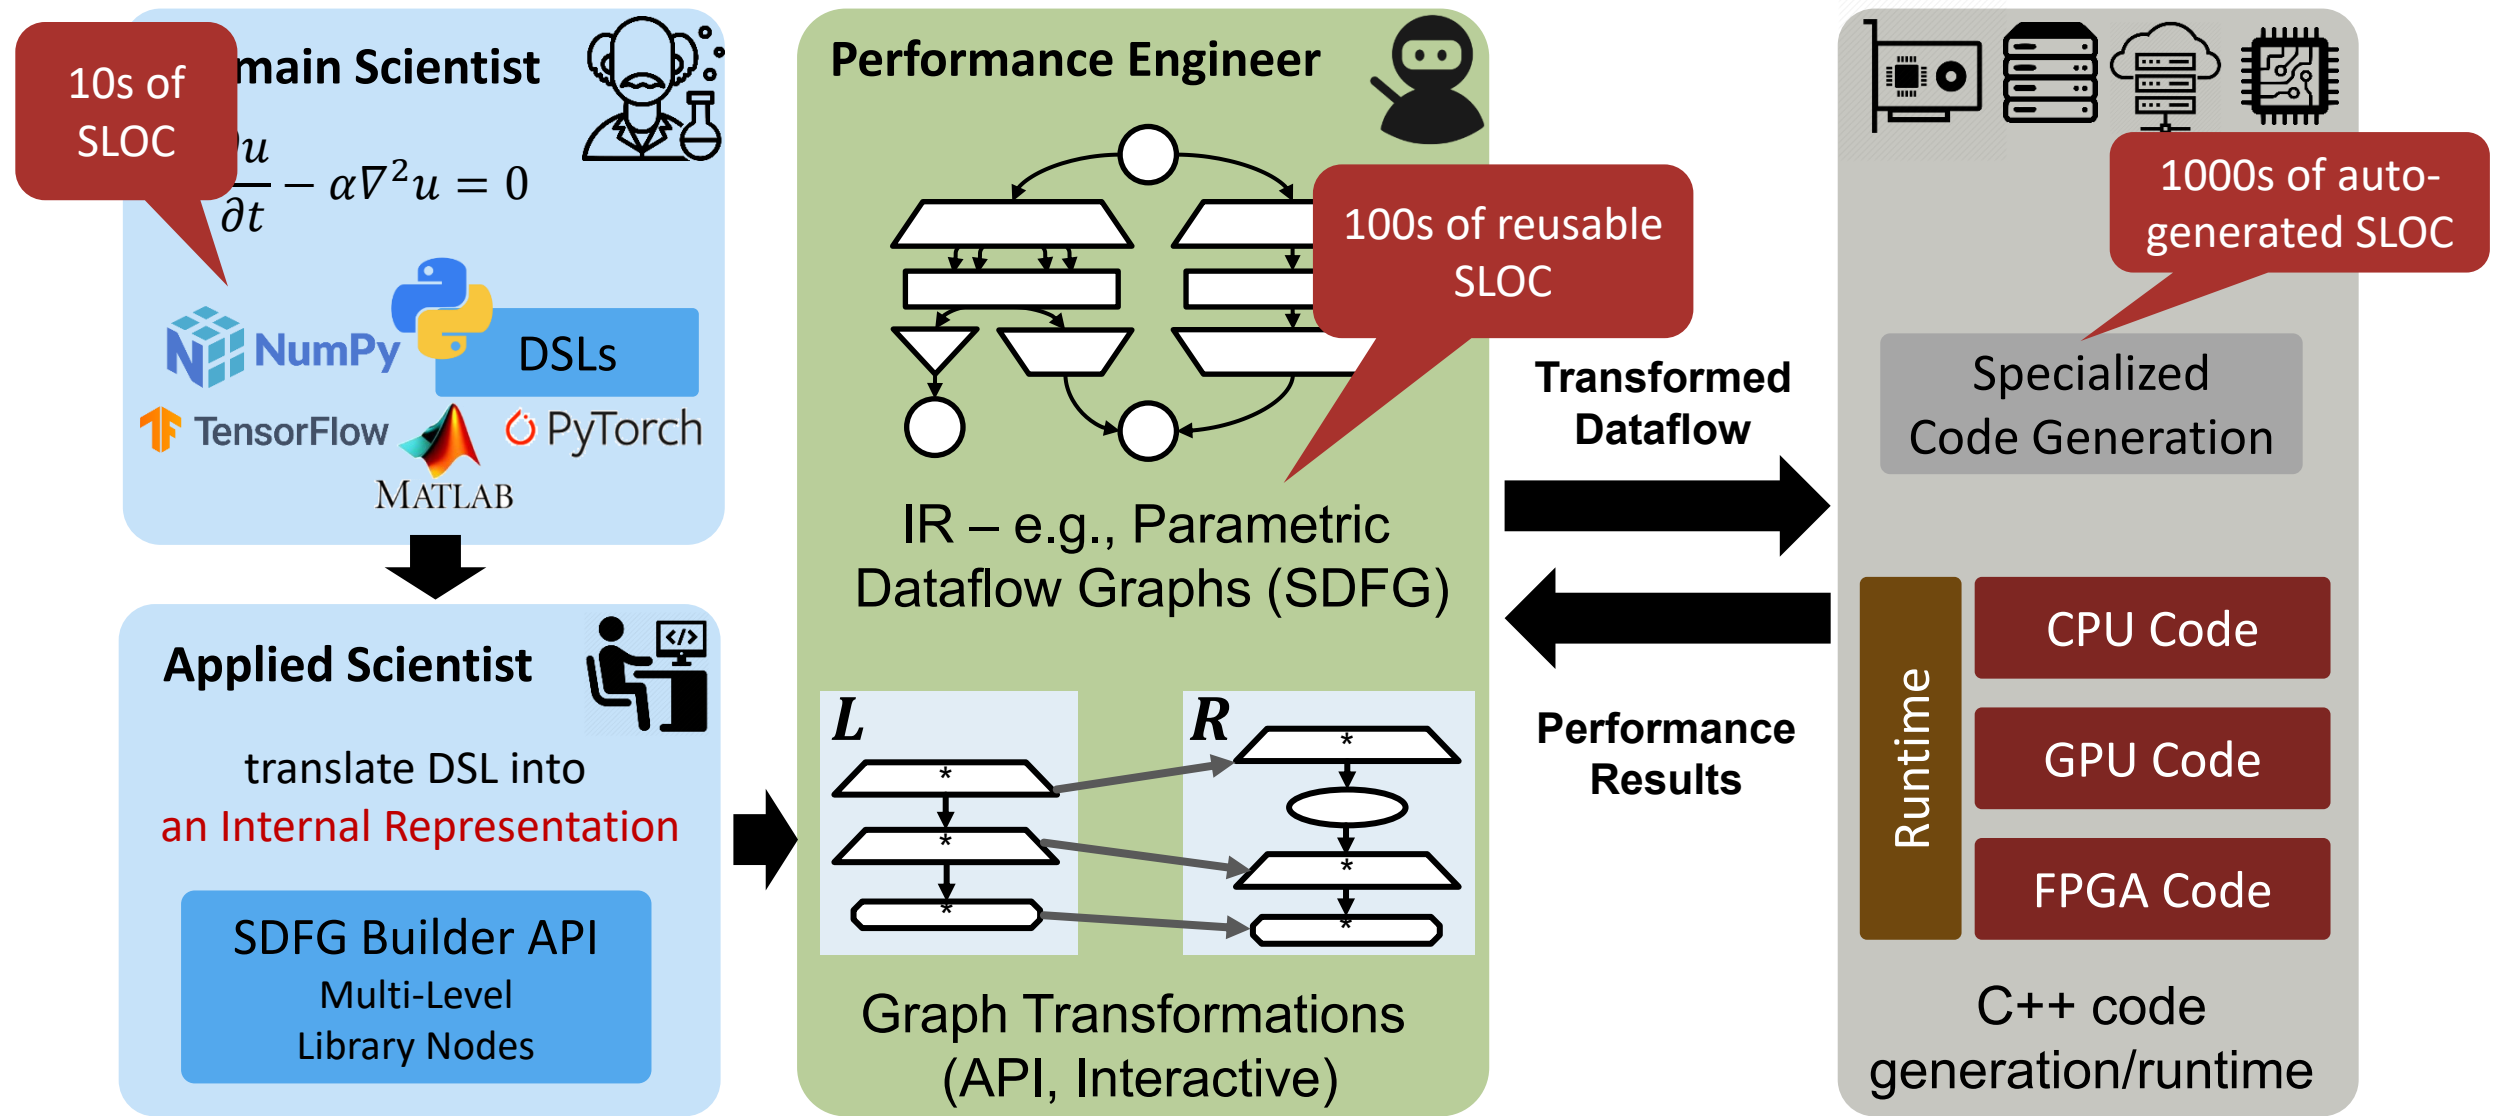 10s of
SLOC
main Scientist
∂u
∂t
− α∇²u = 0
NumPy
DSLs
TensorFlow
PyTorch
MATLAB
Applied Scientist
</>
translate DSL into
an Internal Representation
SDFG Builder API
Multi-Level
Library Nodes
Performance Engineer
100s of reusable
SLOC
IR – e.g., Parametric
Dataflow Graphs (SDFG)
L
*
*
*
R
*
*
*
Graph Transformations
(API, Interactive)
Transformed
Dataflow
Performance
Results
1000s of auto-
generated SLOC
Specialized
Code Generation
Runtime
CPU Code
GPU Code
FPGA Code
C++ code
generation/runtime